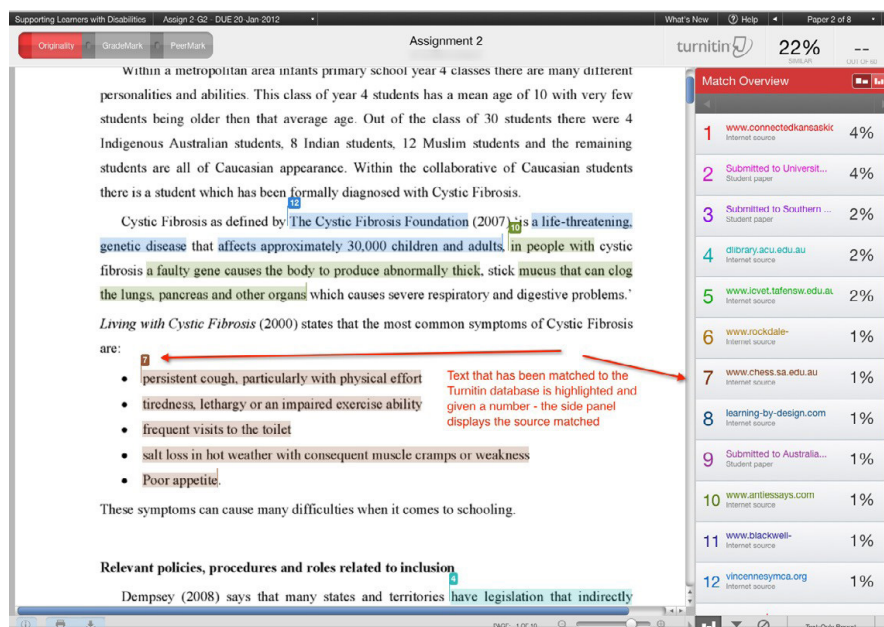 Supporting Learners with Disabilities Assign 2-G2 - DUE 20-Jan-2012 What's New Help Paper 2 of 8
Originality GradeMark PeerMark Assignment 2 turnitin 22% --
SIMILAR OUT OF 60
Within a metropolitan area infants primary school year 4 classes there are many different
personalities and abilities. This class of year 4 students has a mean age of 10 with very few
students being older then that average age. Out of the class of 30 students there were 4
Indigenous Australian students, 8 Indian students, 12 Muslim students and the remaining
students are all of Caucasian appearance. Within the collaborative of Caucasian students
there is a student which has been formally diagnosed with Cystic Fibrosis.
12
Cystic Fibrosis as defined by The Cystic Fibrosis Foundation (2007) 'is a life-threatening,
10
genetic disease that affects approximately 30,000 children and adults, in people with cystic
fibrosis a faulty gene causes the body to produce abnormally thick, stick mucus that can clog
the lungs, pancreas and other organs which causes severe respiratory and digestive problems.'
Living with Cystic Fibrosis (2000) states that the most common symptoms of Cystic Fibrosis
are:
7
• persistent cough, particularly with physical effort
• tiredness, lethargy or an impaired exercise ability
• frequent visits to the toilet
• salt loss in hot weather with consequent muscle cramps or weakness
• Poor appetite.
Text that has been matched to the
Turnitin database is highlighted and
given a number - the side panel
displays the source matched
These symptoms can cause many difficulties when it comes to schooling.
Relevant policies, procedures and roles related to inclusion
4
Dempsey (2008) says that many states and territories have legislation that indirectly
PAGE: 1 OF 10
Match Overview
1 www.connectedkansaskic 4%
Internet source
2 Submitted to Universit... 4%
Student paper
3 Submitted to Southern ... 2%
Student paper
4 dlibrary.acu.edu.au 2%
Internet source
5 www.icvet.tafensw.edu.au 2%
Internet source
6 www.rockdale- 1%
Internet source
7 www.chess.sa.edu.au 1%
Internet source
8 learning-by-design.com 1%
Internet source
9 Submitted to Australia... 1%
Student paper
10 www.antiessays.com 1%
Internet source
11 www.blackwell- 1%
Internet source
12 vincennesymca.org 1%
Internet source
Text-Only Report